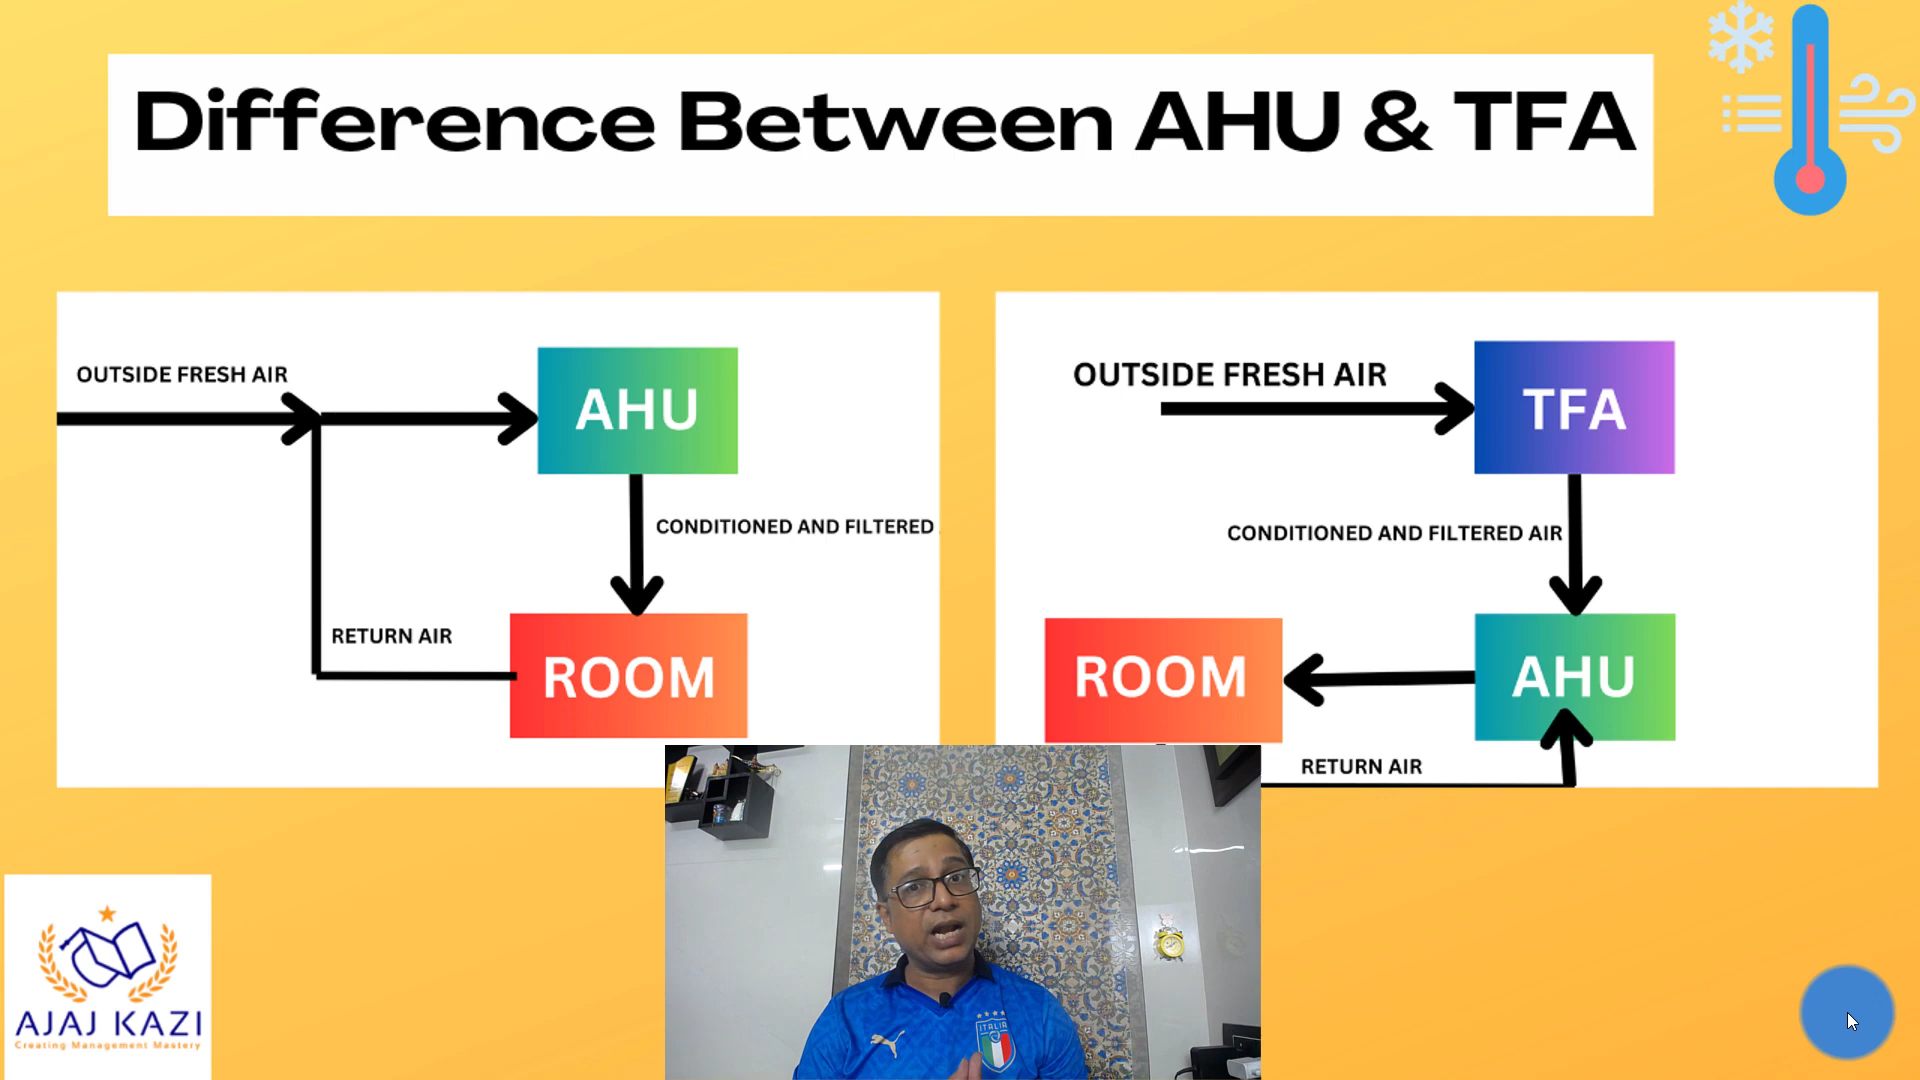 Difference Between AHU & TFA
OUTSIDE FRESH AIR
AHU
CONDITIONED AND FILTERED
RETURN AIR
ROOM
OUTSIDE FRESH AIR
TFA
CONDITIONED AND FILTERED AIR
ROOM
AHU
RETURN AIR
ITALIA
AJAJ KAZI
Creating Management Mastery